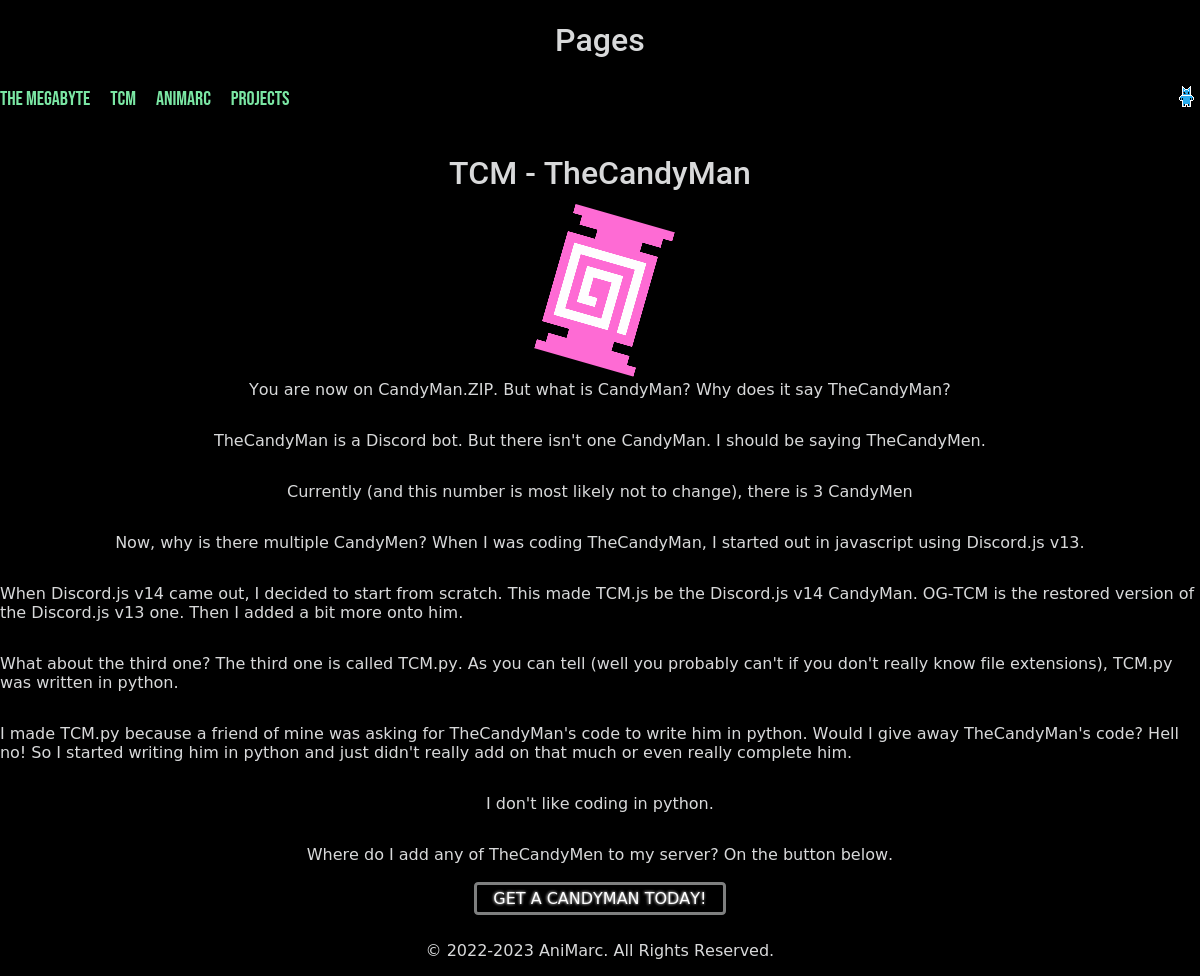 Pages
THE MEGABYTE TCM ANIMARC PROJECTS
TCM - TheCandyMan
You are now on CandyMan.ZIP. But what is CandyMan? Why does it say TheCandyMan?
TheCandyMan is a Discord bot. But there isn't one CandyMan. I should be saying TheCandyMen.
Currently (and this number is most likely not to change), there is 3 CandyMen
Now, why is there multiple CandyMen? When I was coding TheCandyMan, I started out in javascript using Discord.js v13.
When Discord.js v14 came out, I decided to start from scratch. This made TCM.js be the Discord.js v14 CandyMan. OG-TCM is the restored version of
the Discord.js v13 one. Then I added a bit more onto him.
What about the third one? The third one is called TCM.py. As you can tell (well you probably can't if you don't really know file extensions), TCM.py
was written in python.
I made TCM.py because a friend of mine was asking for TheCandyMan's code to write him in python. Would I give away TheCandyMan's code? Hell
no! So I started writing him in python and just didn't really add on that much or even really complete him.
I don't like coding in python.
Where do I add any of TheCandyMen to my server? On the button below.
GET A CANDYMAN TODAY!
© 2022-2023 AniMarc. All Rights Reserved.